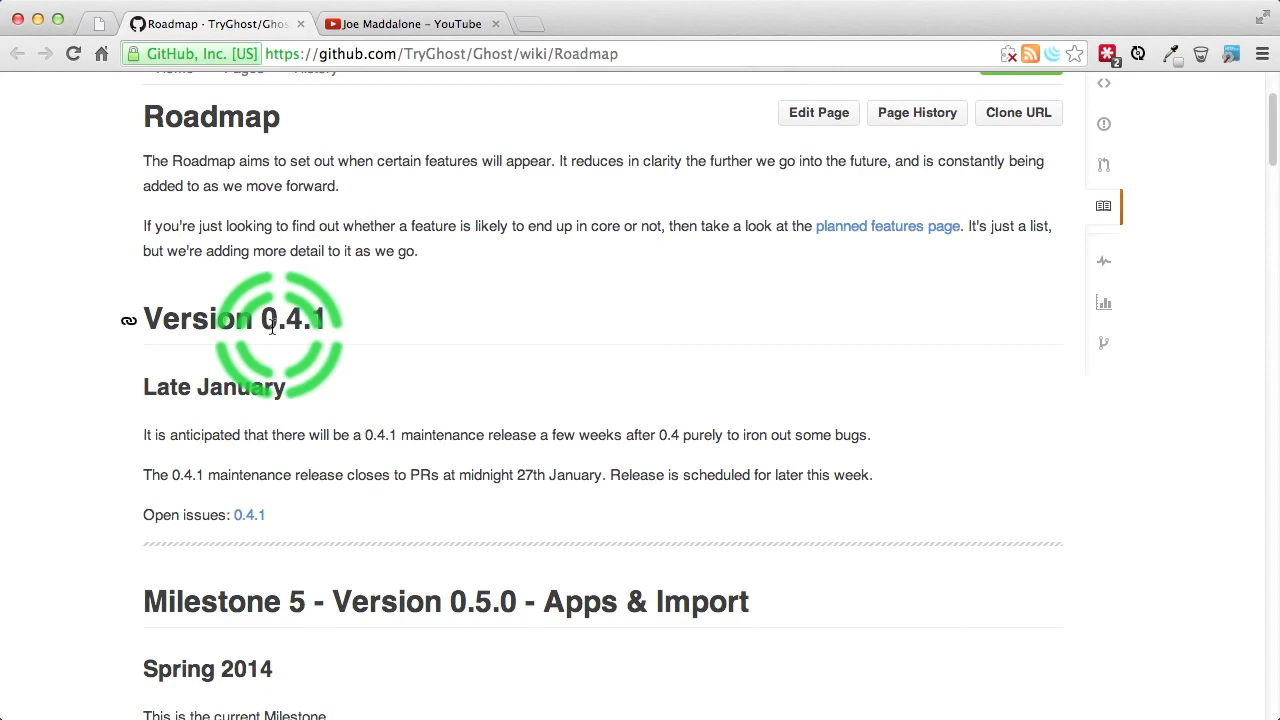 Roadmap · TryGhost/Ghos
Joe Maddalone - YouTube
GitHub, Inc. [US] https://github.com/TryGhost/Ghost/wiki/Roadmap
2
Home Pages History
Roadmap
Edit Page
Page History
Clone URL
The Roadmap aims to set out when certain features will appear. It reduces in clarity the further we go into the future, and is constantly being
added to as we move forward.
If you're just looking to find out whether a feature is likely to end up in core or not, then take a look at the planned features page. It's just a list,
but we're adding more detail to it as we go.
Version 0.4.1
Late January
It is anticipated that there will be a 0.4.1 maintenance release a few weeks after 0.4 purely to iron out some bugs.
The 0.4.1 maintenance release closes to PRs at midnight 27th January. Release is scheduled for later this week.
Open issues: 0.4.1
Milestone 5 - Version 0.5.0 - Apps & Import
Spring 2014
This is the current Milestone